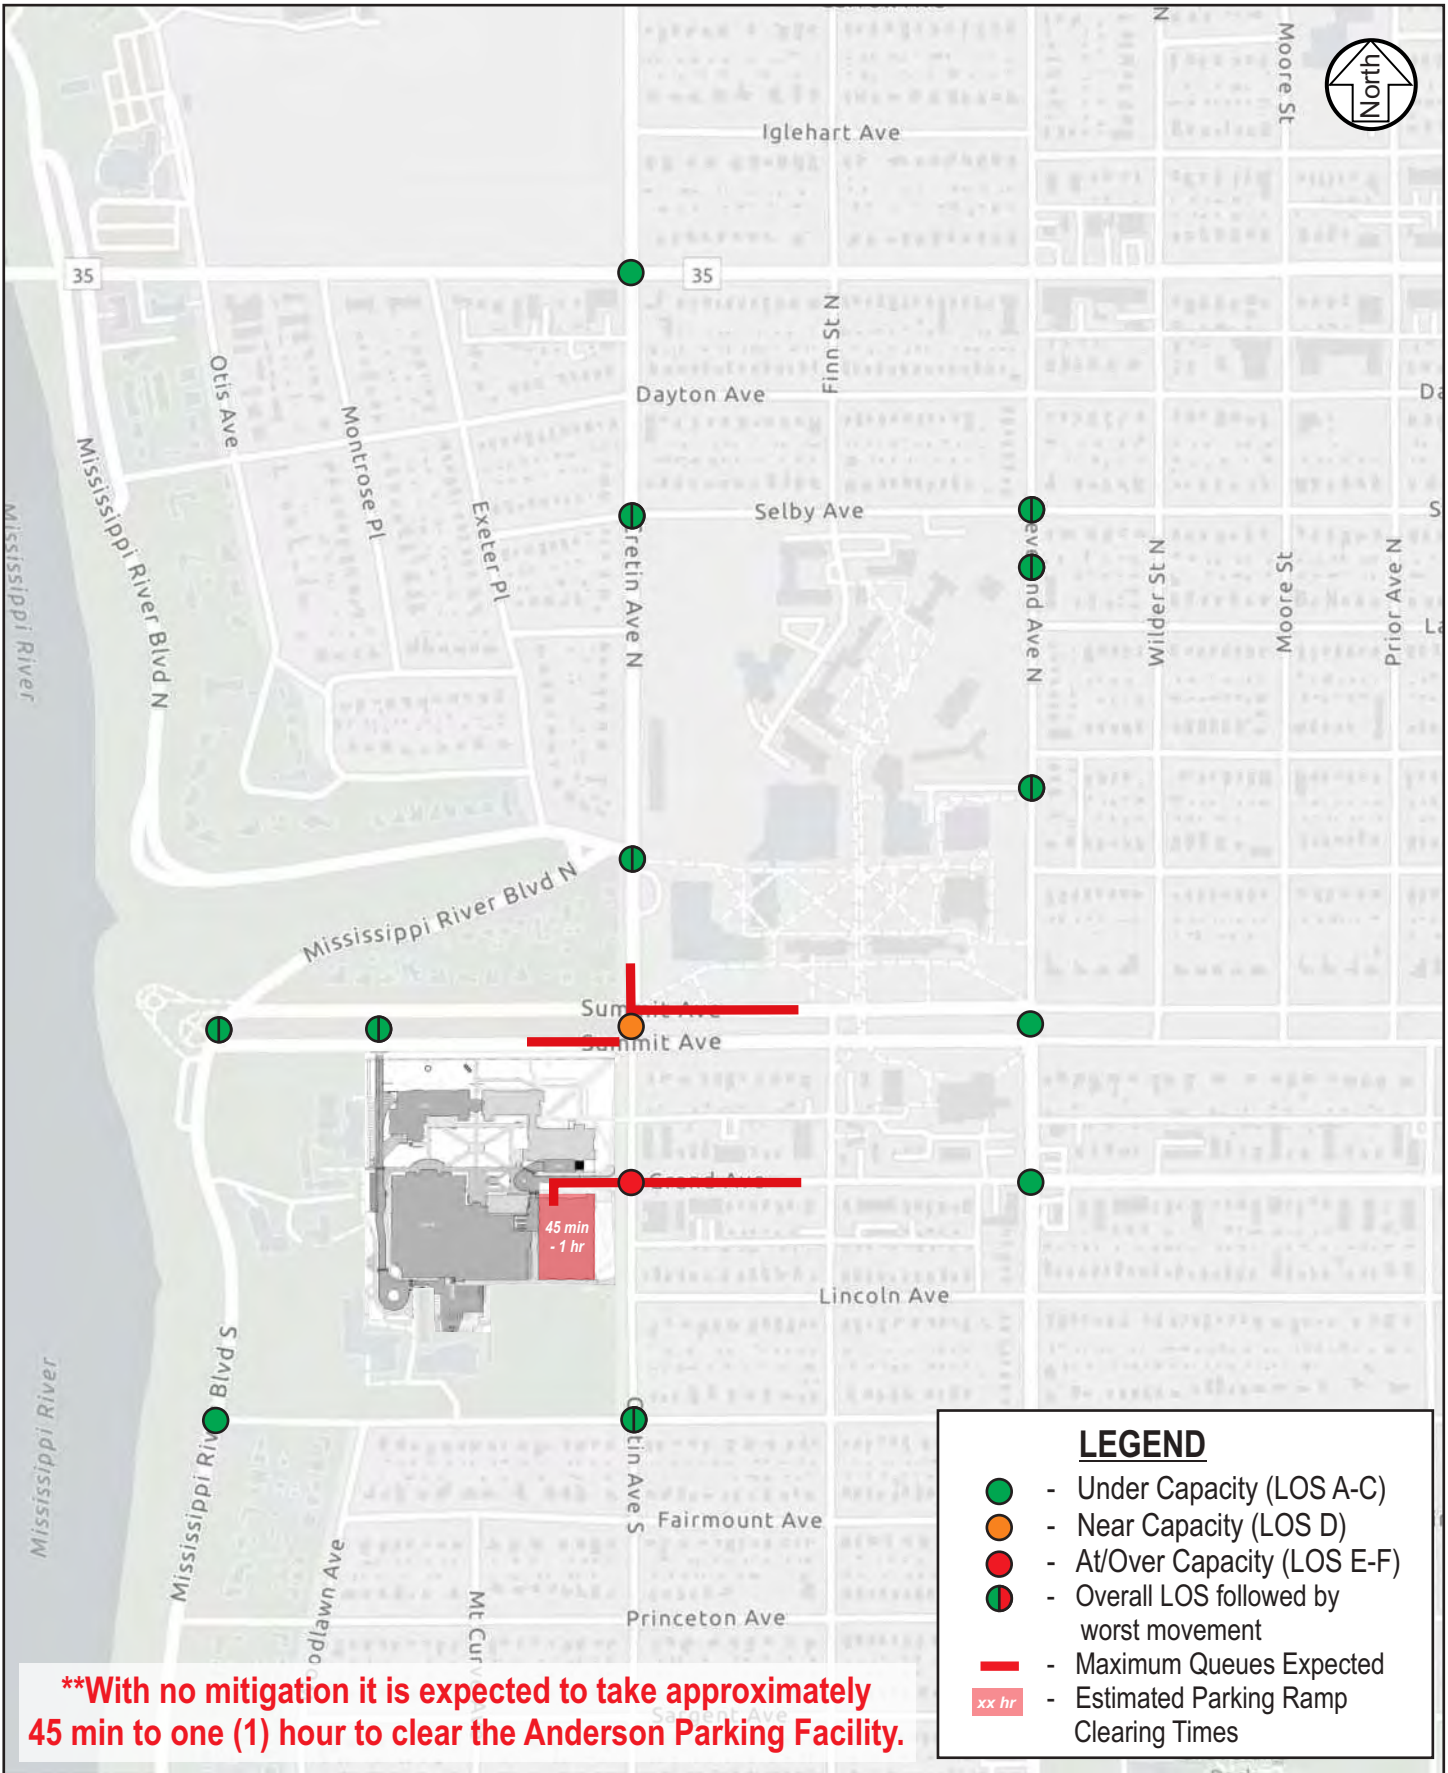 North
Moore St
Iglehart Ave
35
35
Finn St N
Otis Ave
Dayton Ave
Montrose Pl
Mississippi River Blvd N
Exeter Pl
Selby Ave
Mississippi River
Cretin Ave N
Wilder St N
Moore St
Prior Ave N
Mississippi River Blvd N
Summit Ave
Summit Ave
Grand Ave
45 min
- 1 hr
Lincoln Ave
Mississippi River Blvd S
Mississippi River
Fairmount Ave
Princeton Ave
Sargent Ave
**With no mitigation it is expected to take approximately
45 min to one (1) hour to clear the Anderson Parking Facility.
LEGEND
- Under Capacity (LOS A-C)
- Near Capacity (LOS D)
- At/Over Capacity (LOS E-F)
- Overall LOS followed by
worst movement
- Maximum Queues Expected
xx hr - Estimated Parking Ramp
Clearing Times